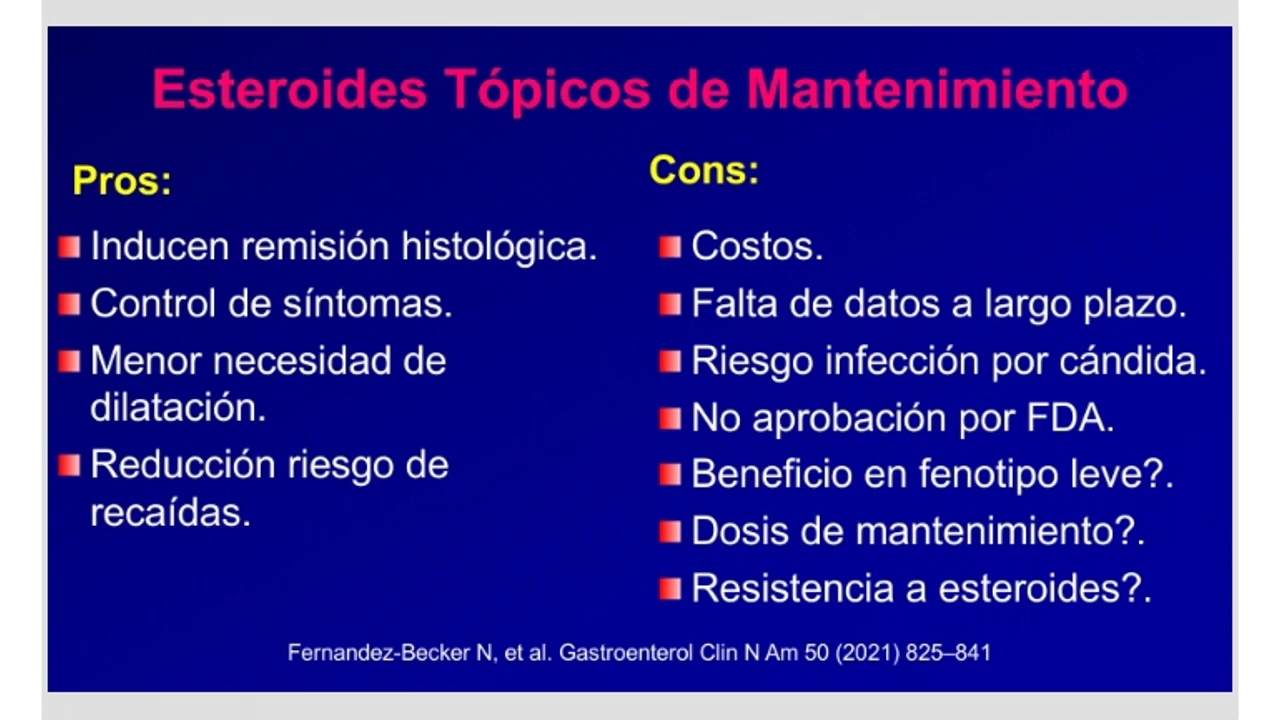 Esteroides Tópicos de Mantenimiento
Pros:
Inducen remisión histológica.
Control de síntomas.
Menor necesidad de
dilatación.
Reducción riesgo de
recaídas.
Cons:
Costos.
Falta de datos a largo plazo.
Riesgo infección por cándida.
No aprobación por FDA.
Beneficio en fenotipo leve?.
Dosis de mantenimiento?.
Resistencia a esteroides?.
Fernandez-Becker N, et al. Gastroenterol Clin N Am 50 (2021) 825–841